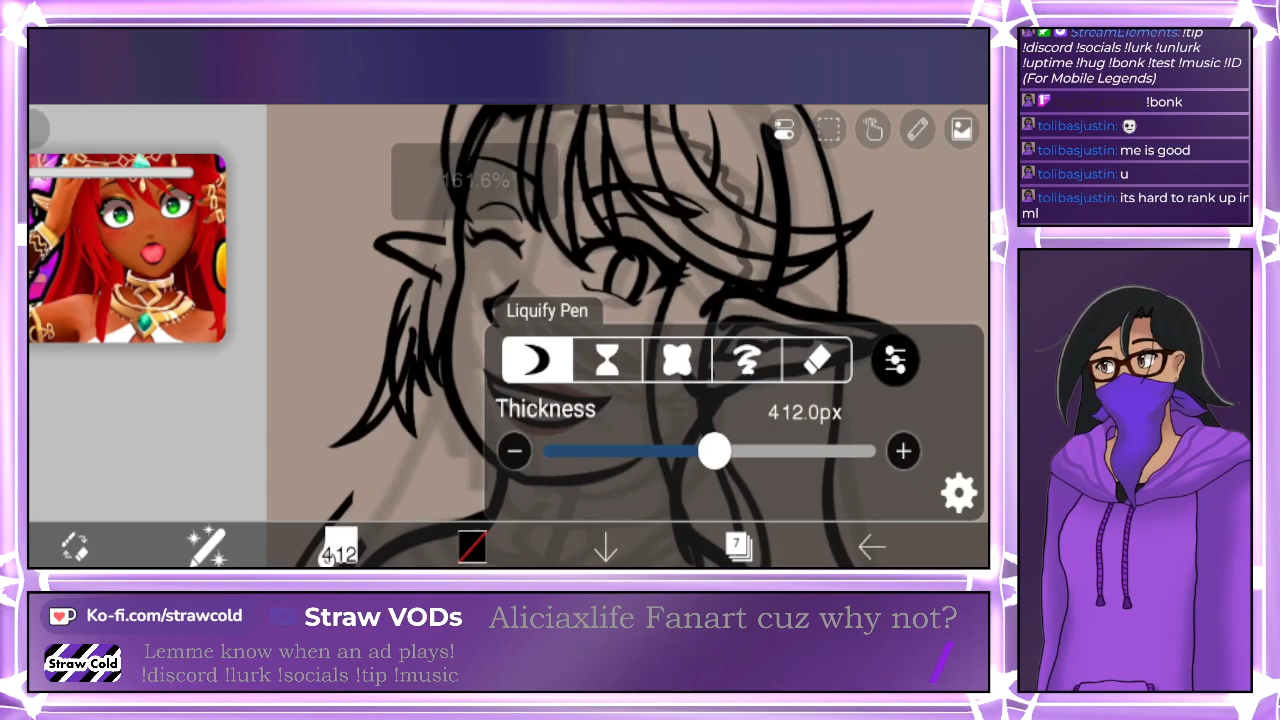 StreamElements: !tip
!discord !socials !lurk !unlurk
!uptime !hug !bonk !test !music !ID
(For Mobile Legends)
!bonk
tolibasjustin:
tolibasjustin: me is good
tolibasjustin: u
tolibasjustin: its hard to rank up in
ml
161.6%
Liquify Pen
Thickness
412.0px
412
7
Ko-fi.com/strawcold
Straw VODs
Aliciaxlife Fanart cuz why not?
Straw Cold
Lemme know when an ad plays!
!discord !lurk !socials !tip !music